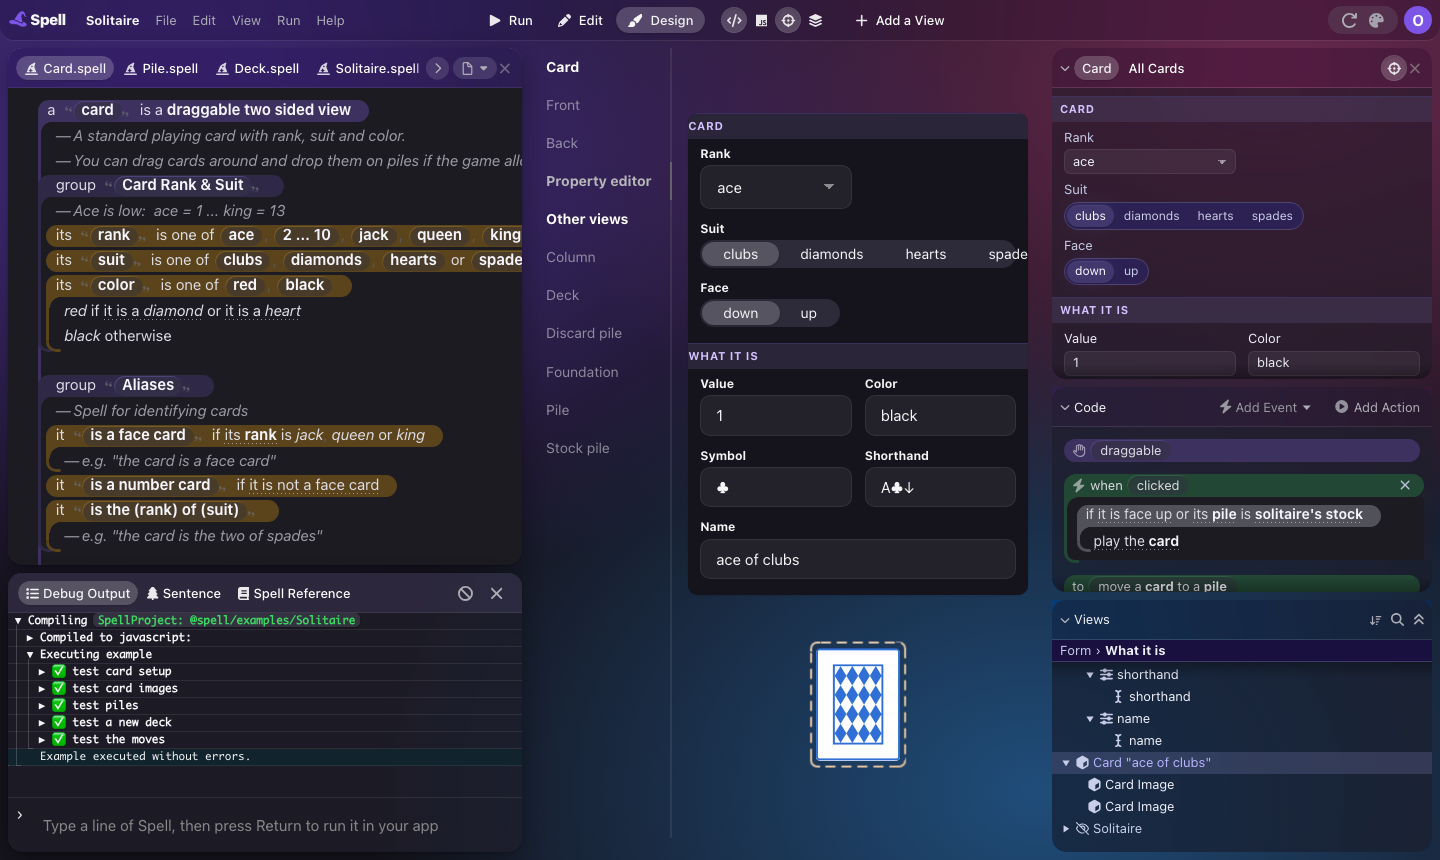 Spell Solitaire File Edit View Run Help Run Edit Design Add a View O
Card.spell Pile.spell Deck.spell Solitaire.spell
a “ card ” is a draggable two sided view
— A standard playing card with rank, suit and color.
— You can drag cards around and drop them on piles if the game
group “ Card Rank & Suit ”
— Ace is low: ace = 1 ... king = 13
its “ rank ” is one of ace , 2 ... 10 , jack , queen , king
its “ suit ” is one of clubs , diamonds , hearts or spade
its “ color ” is one of red , black
red if it is a diamond or it is a heart
black otherwise
group “ Aliases ”
— Spell for identifying cards
it “ is a face card ” if its rank is jack, queen or king
— e.g. "the card is a face card"
it “ is a number card ” if it is not a face card
it “ is the (rank) of (suit) ”
— e.g. "the card is the two of spades"
Debug Output Sentence Spell Reference
▼ Compiling SpellProject: @spell/examples/Solitaire
▶ Compiled to javascript:
▼ Executing example
▶ ✅ test card setup
▶ ✅ test card images
▶ ✅ test piles
▶ ✅ test a new deck
▶ ✅ test the moves
Example executed without errors.
› Type a line of Spell, then press Return to run it in your app
Card
Front
Back
Property editor
Other views
Column
Deck
Discard pile
Foundation
Pile
Stock pile
CARD
Rank
ace
Suit
clubs diamonds hearts spade
Face
down up
WHAT IT IS
Value Color
1 black
Symbol Shorthand
♣ A♣↓
Name
ace of clubs
Card All Cards
CARD
Rank
ace
Suit
clubs diamonds hearts spades
Face
down up
WHAT IT IS
Value Color
1 black
Code Add Event Add Action
draggable
when clicked
if it is face up or its pile is solitaire's stock
play the card
to move a card to a pile
Views
Form › What it is
shorthand
shorthand
name
name
Card "ace of clubs"
Card Image
Card Image
Solitaire